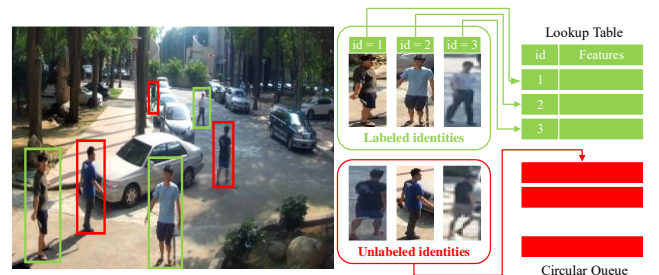 id = 1
id = 2
id = 3
Labeled identities
Unlabeled identities
Lookup Table
id
Features
1
2
3
Circular Queue